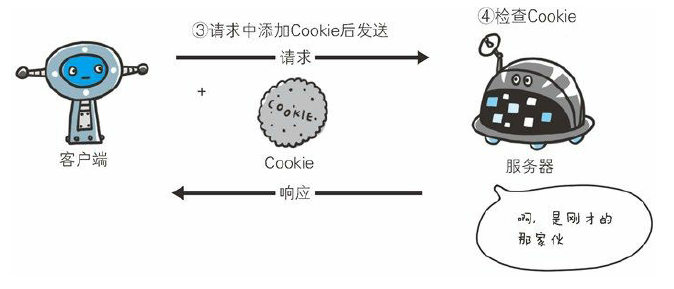 ③请求中添加Cookie后发送
④检查Cookie
请求
+
COOKIE.
客户端
Cookie
服务器
响应
啊，是刚才的
那家伙